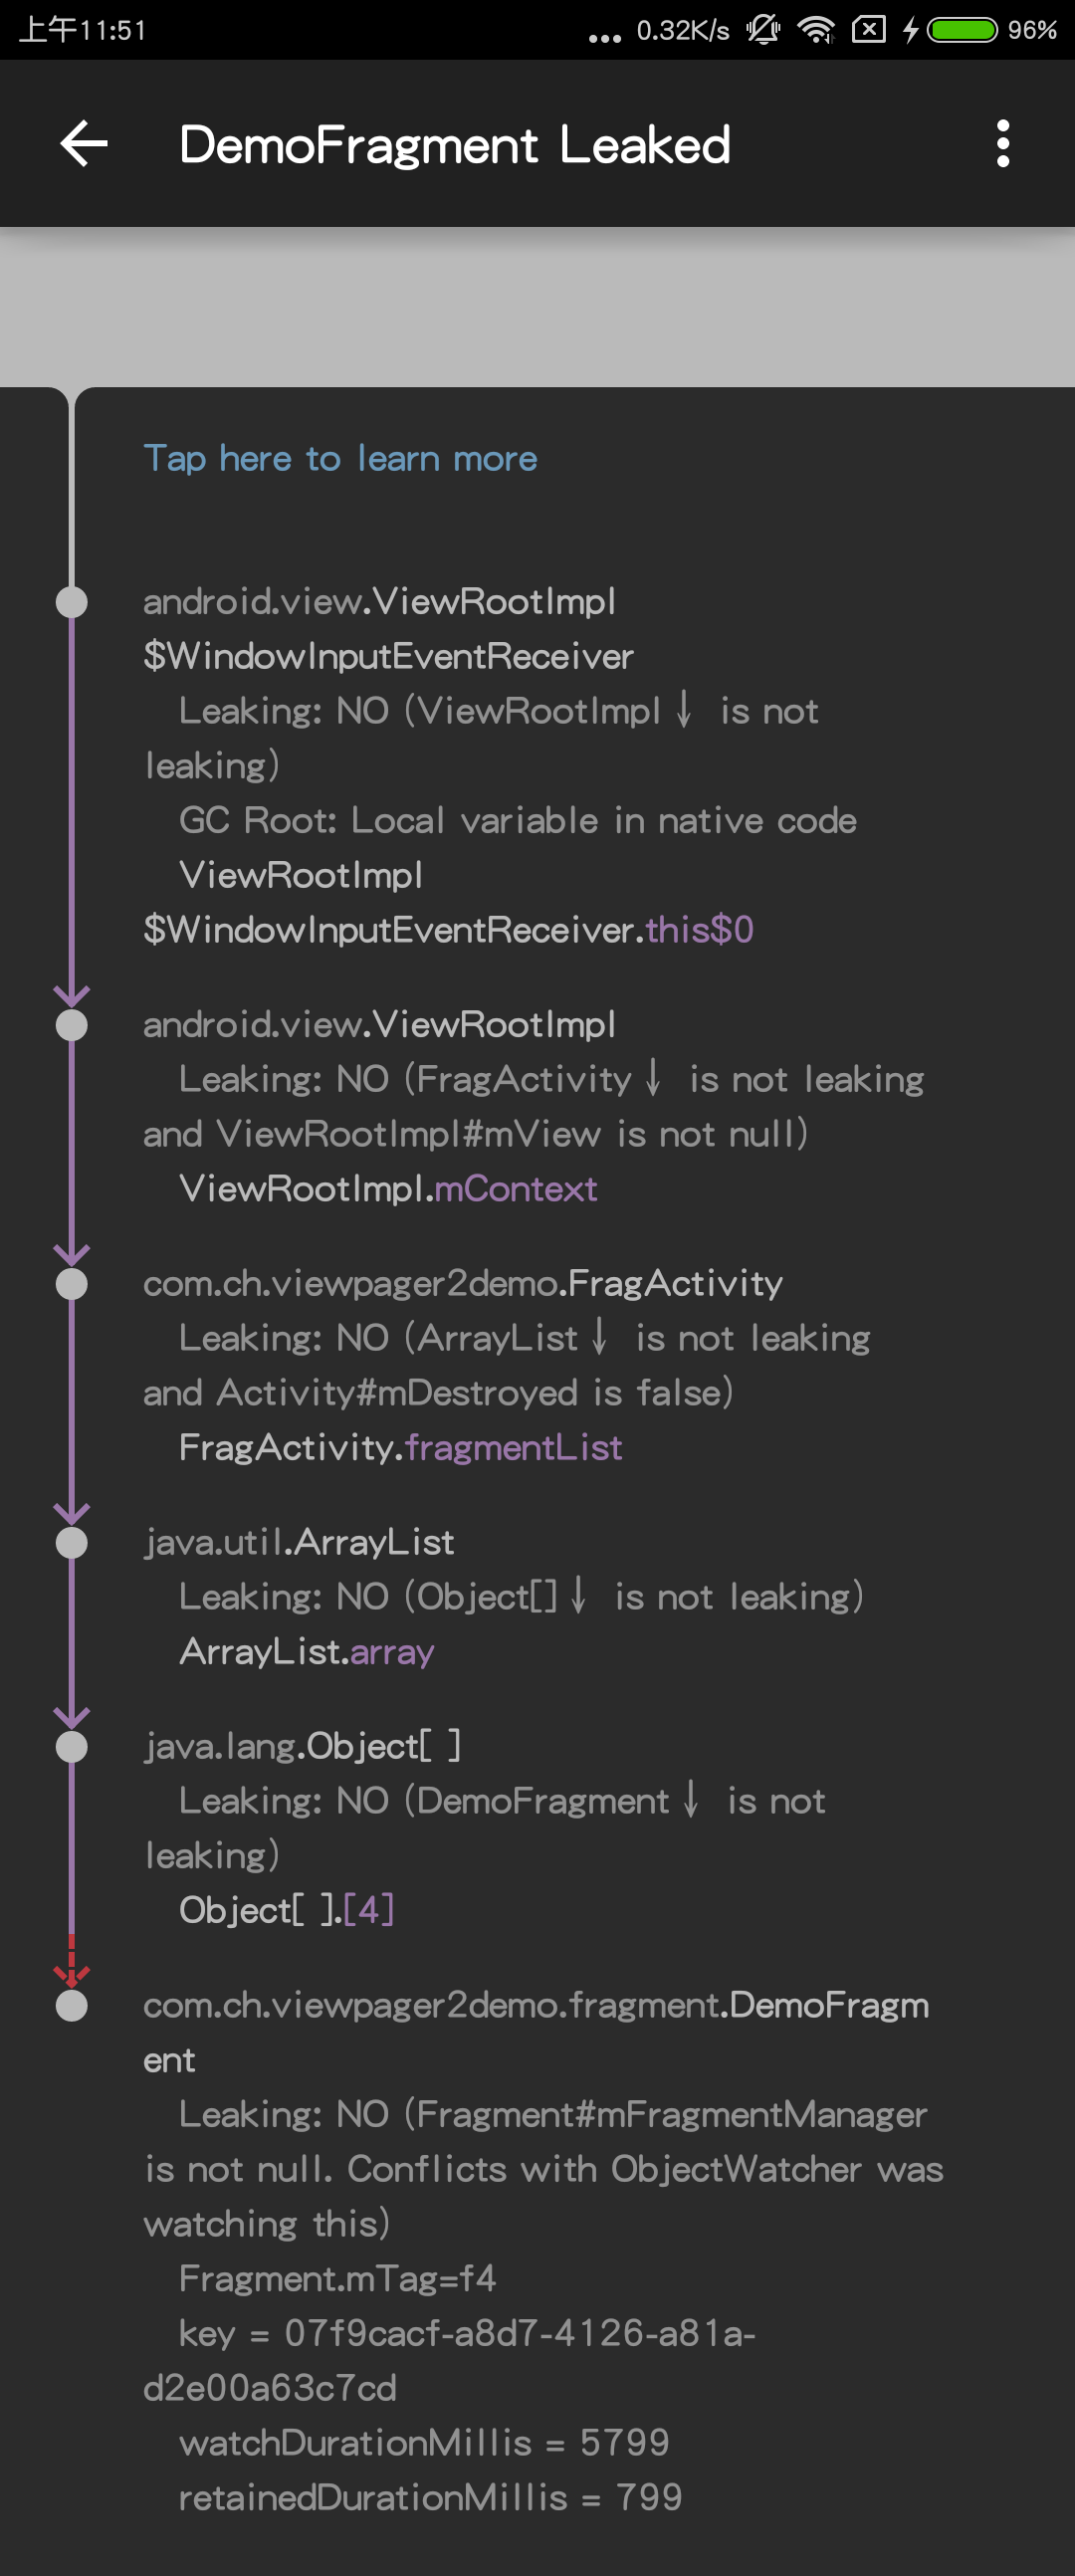 上午11:51
... 0.32K/s 96%
DemoFragment Leaked
Tap here to learn more
android.view.ViewRootImpl
$WindowInputEventReceiver
Leaking: NO (ViewRootImpl↓ is not
leaking)
GC Root: Local variable in native code
ViewRootImpl
$WindowInputEventReceiver.this$0
android.view.ViewRootImpl
Leaking: NO (FragActivity↓ is not leaking
and ViewRootImpl#mView is not null)
ViewRootImpl.mContext
com.ch.viewpager2demo.FragActivity
Leaking: NO (ArrayList↓ is not leaking
and Activity#mDestroyed is false)
FragActivity.fragmentList
java.util.ArrayList
Leaking: NO (Object[]↓ is not leaking)
ArrayList.array
java.lang.Object[ ]
Leaking: NO (DemoFragment↓ is not
leaking)
Object[ ].[4]
com.ch.viewpager2demo.fragment.DemoFragm
ent
Leaking: NO (Fragment#mFragmentManager
is not null. Conflicts with ObjectWatcher was
watching this)
Fragment.mTag=f4
key = 07f9cacf-a8d7-4126-a81a-
d2e00a63c7cd
watchDurationMillis = 5799
retainedDurationMillis = 799